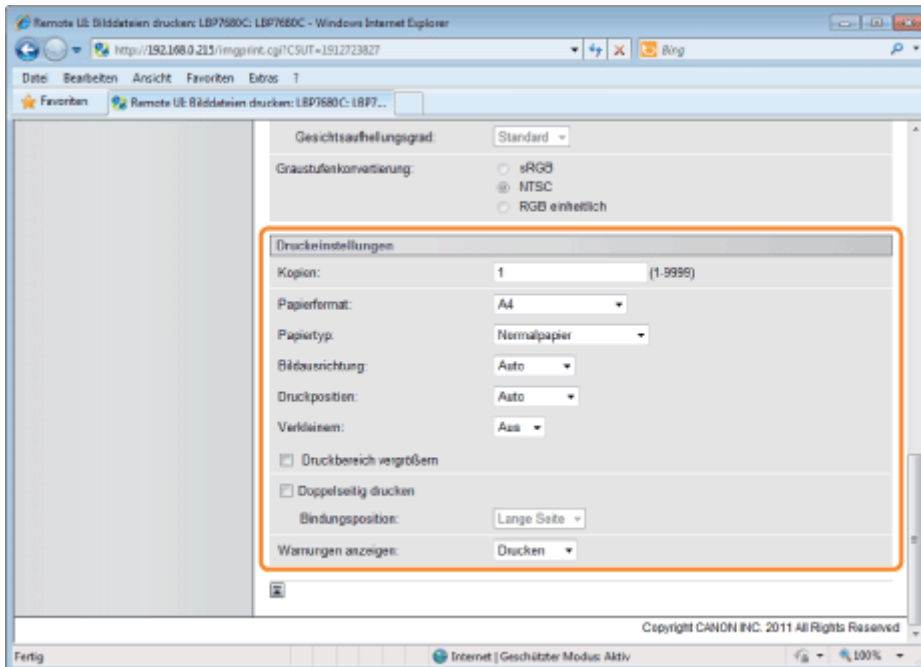 Remote UI: Bilddateien drucken: LBP7680C: LBP7680C - Windows Internet Explorer
http://192.168.0.215/imgprint.cgi?CSUT=1912723827
Bing
Datei Bearbeiten Ansicht Favoriten Extras ?
Favoriten Remote UI: Bilddateien drucken: LBP7680C: LBP7...
Gesichtsaufhellungsgrad: Standard
Graustufenkonvertierung: sRGB
NTSC
RGB einheitlich
Druckeinstellungen
Kopien: 1 (1-9999)
Papierformat: A4
Papiertyp: Normalpapier
Bildausrichtung: Auto
Druckposition: Auto
Verkleinern: Aus
Druckbereich vergrößern
Doppelseitig drucken
Bindungsposition: Lange Seite
Warnungen anzeigen: Drucken
Copyright CANON INC. 2011 All Rights Reserved
Fertig Internet | Geschützter Modus: Aktiv 100%